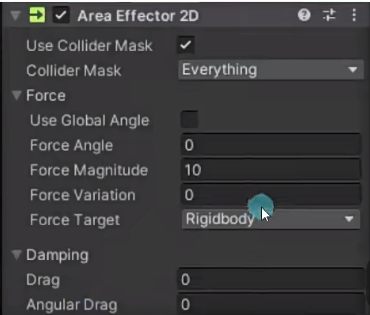 Area Effector 2D
Use Collider Mask
Collider Mask Everything
Force
Use Global Angle
Force Angle 0
Force Magnitude 10
Force Variation 0
Force Target Rigidbody
Damping
Drag 0
Angular Drag 0